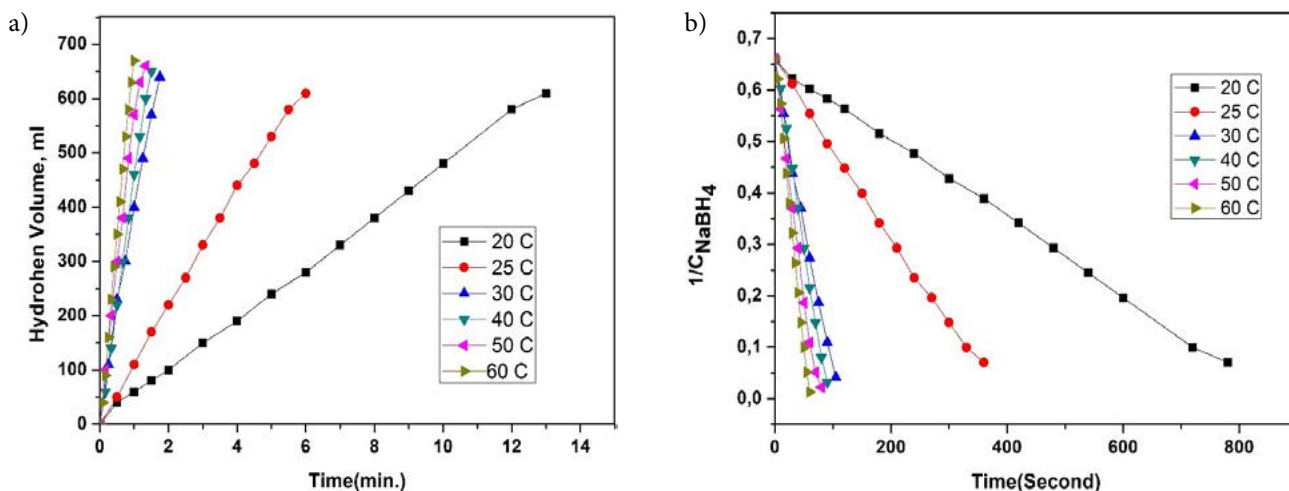 a)
Hydrohen Volume, ml
700
600
500
400
300
200
100
0
0
2
4
6
8
10
12
14
Time(min.)
20 C
25 C
30 C
40 C
50 C
60 C
b)
1/C NaBH4
0,7
0,6
0,5
0,4
0,3
0,2
0,1
0,0
0
200
400
600
800
Time(Second)
20 C
25 C
30 C
40 C
50 C
60 C